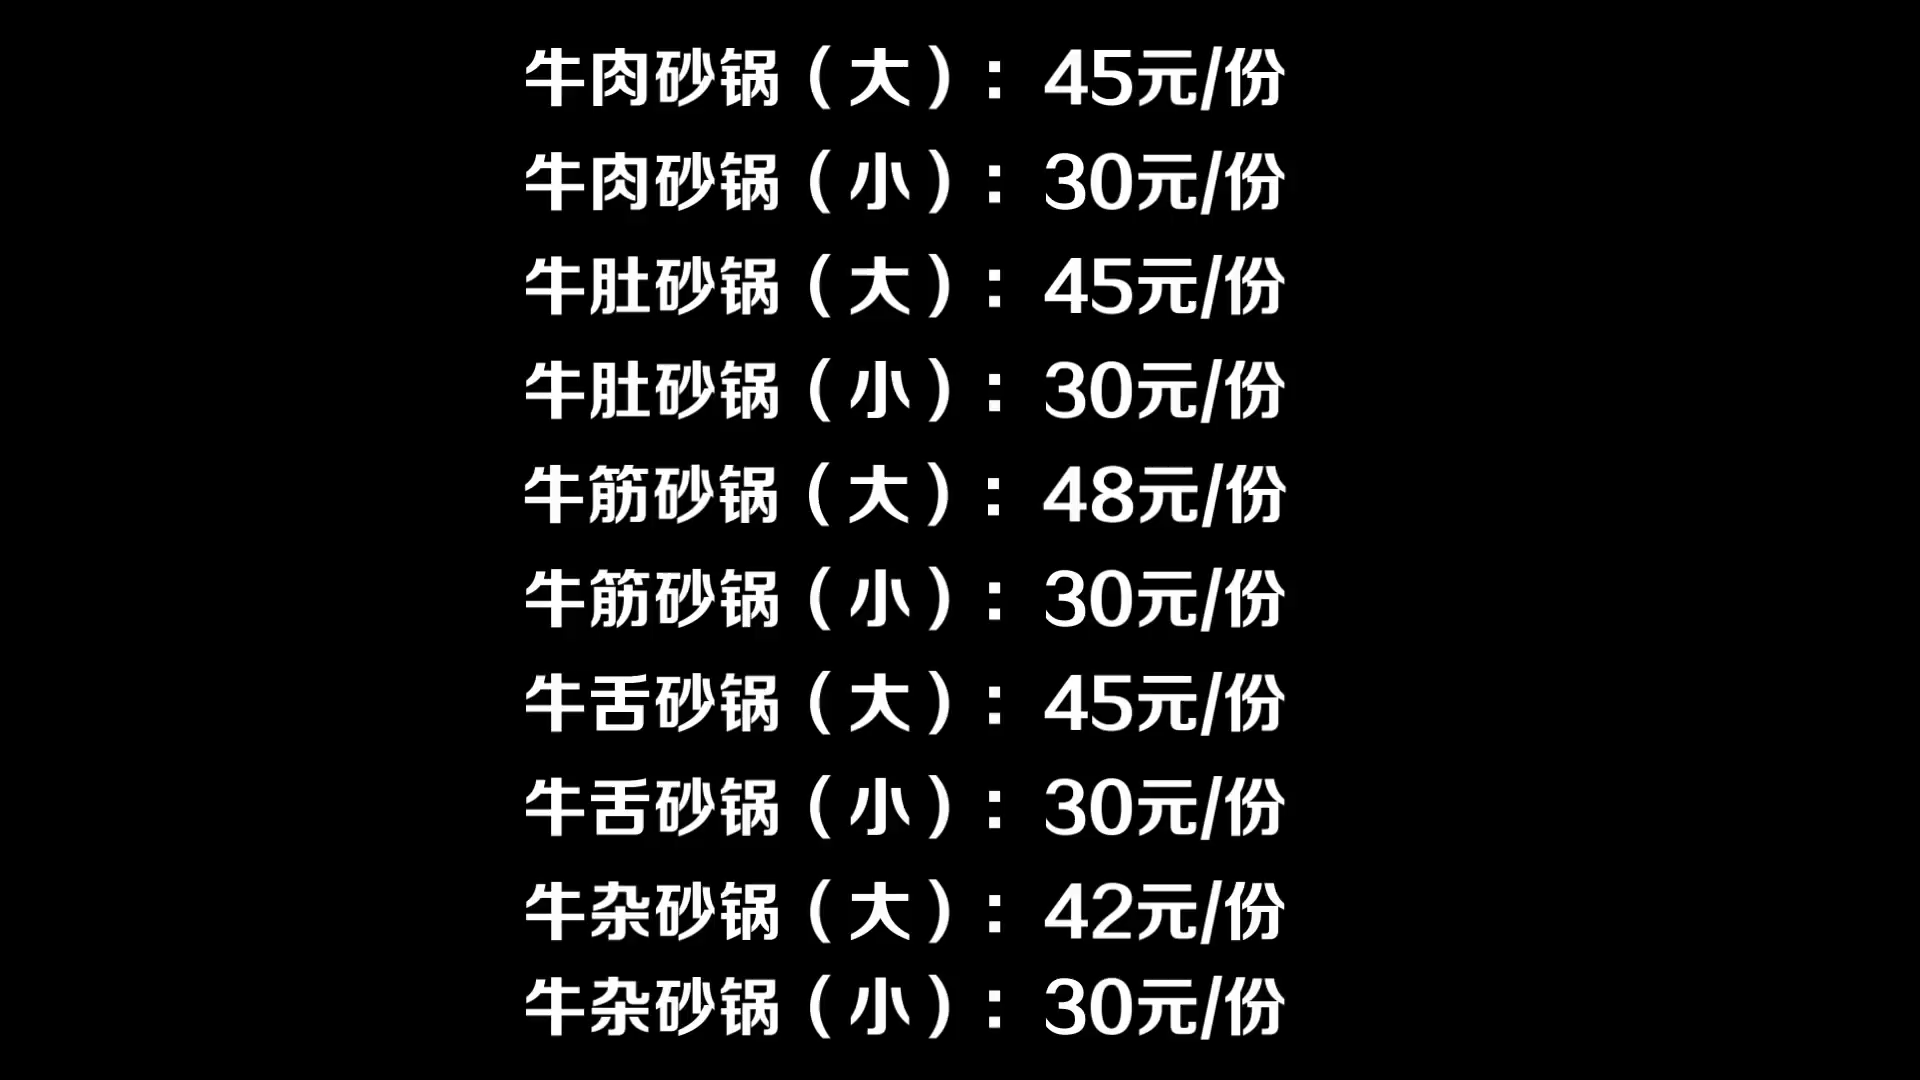 牛肉砂锅（大）：45元/份
牛肉砂锅（小）：30元/份
牛肚砂锅（大）：45元/份
牛肚砂锅（小）：30元/份
牛筋砂锅（大）：48元/份
牛筋砂锅（小）：30元/份
牛舌砂锅（大）：45元/份
牛舌砂锅（小）：30元/份
牛杂砂锅（大）：42元/份
牛杂砂锅（小）：30元/份